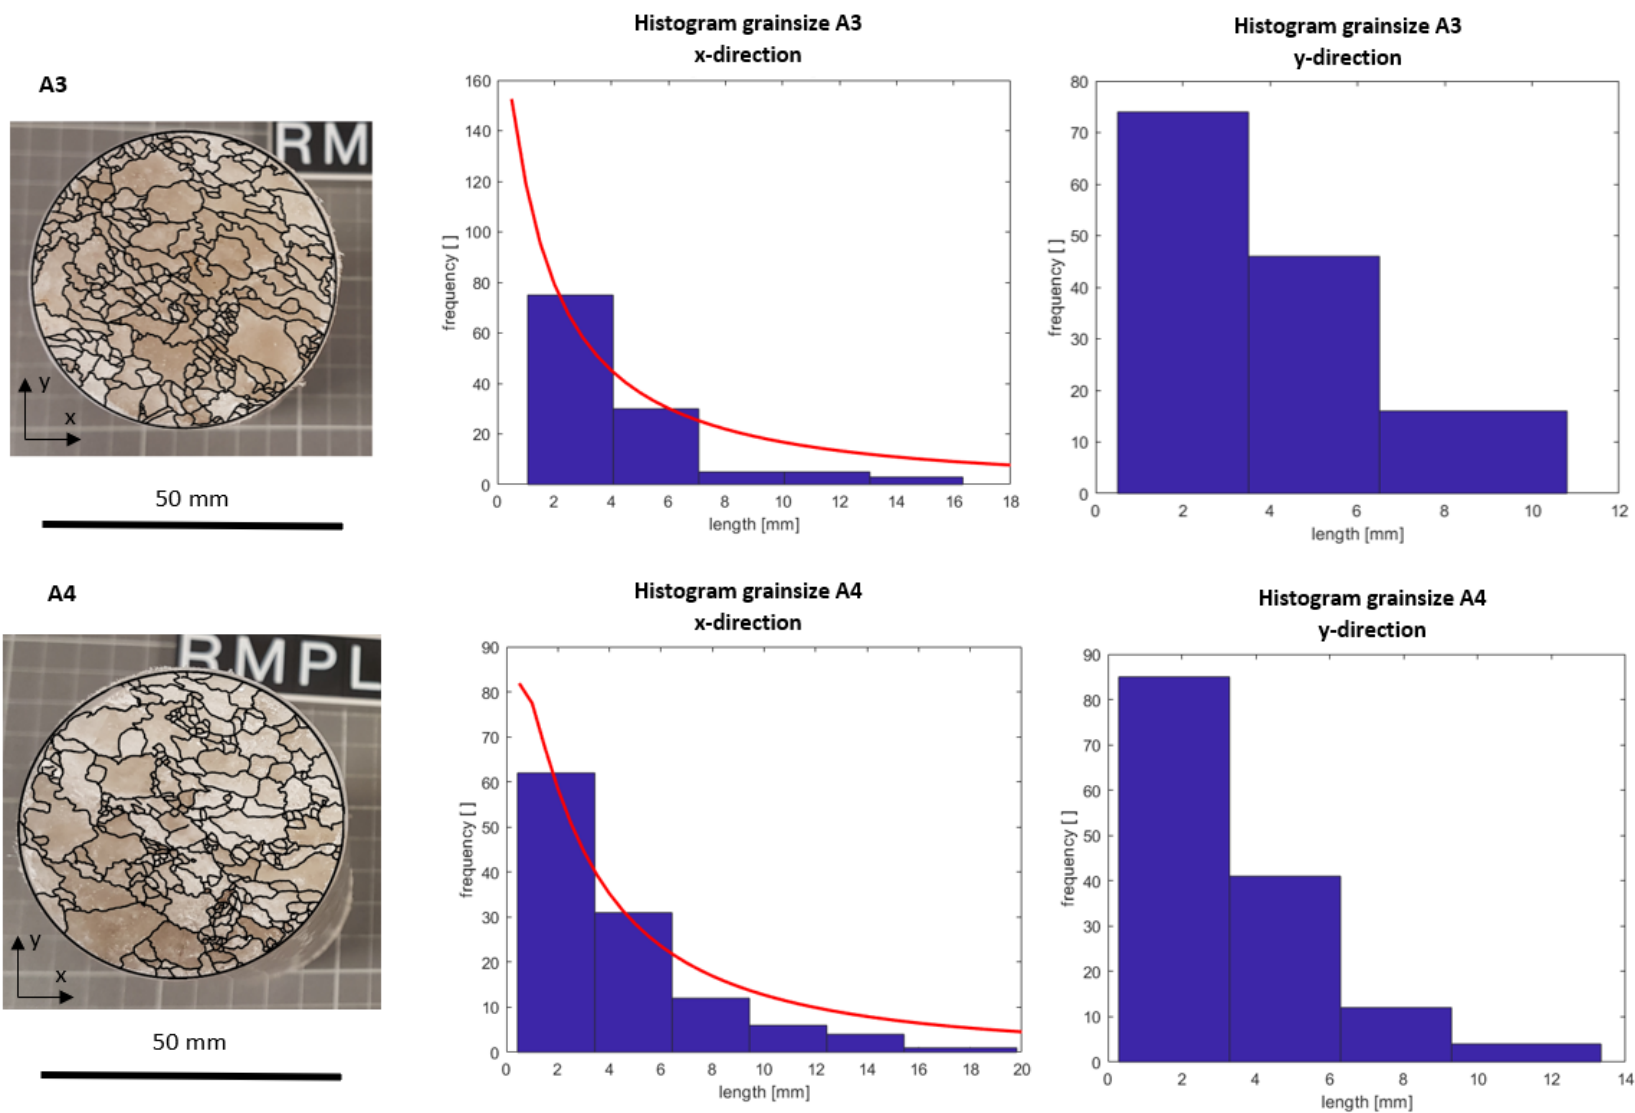 Histogram grainsize A3
x-direction
Histogram grainsize A3
y-direction
A3
RM
y
x
50 mm
160
140
120
100
80
60
40
20
0
frequency [ ]
0 2 4 6 8 10 12 14 16 18
length [mm]
80
70
60
50
40
30
20
10
0
frequency [ ]
0 2 4 6 8 10 12
length [mm]
A4
Histogram grainsize A4
x-direction
Histogram grainsize A4
y-direction
RMPL
y
x
50 mm
90
80
70
60
50
40
30
20
10
0
frequency [ ]
0 2 4 6 8 10 12 14 16 18 20
length [mm]
90
80
70
60
50
40
30
20
10
0
frequency [ ]
0 2 4 6 8 10 12 14
length [mm]